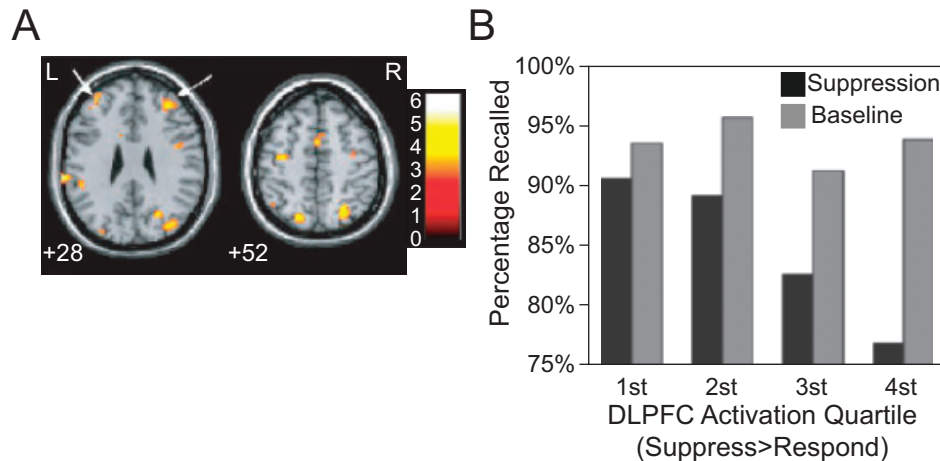 A
L
R
+28
+52
6
5
4
3
2
1
0
B
100%
95%
90%
85%
80%
75%
Percentage Recalled
Suppression
Baseline
1st
2st
3st
4st
DLPFC Activation Quartile
(Suppress>Respond)